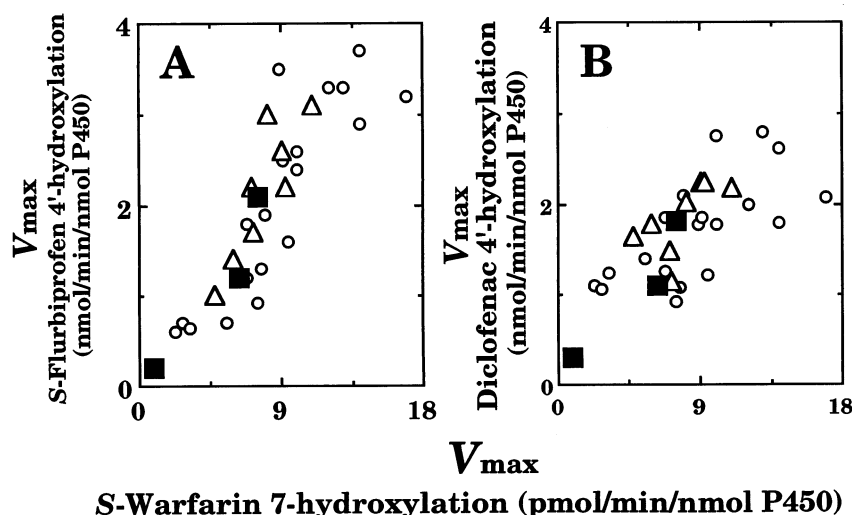 A
B
Vmax
S-Flurbiprofen 4'-hydroxylation
(nmol/min/nmol P450)
4
2
0
0
9
18
Vmax
Diclofenac 4'-hydroxylation
(nmol/min/nmol P450)
4
2
0
0
9
18
Vmax
S-Warfarin 7-hydroxylation (pmol/min/nmol P450)